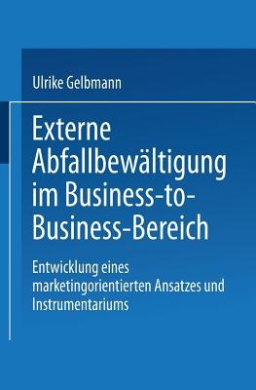 Ulrike Gelbmann
Externe
Abfallbewältigung
im Business-to-
Business-Bereich
Entwicklung eines
marketingorientierten Ansatzes und
Instrumentariums